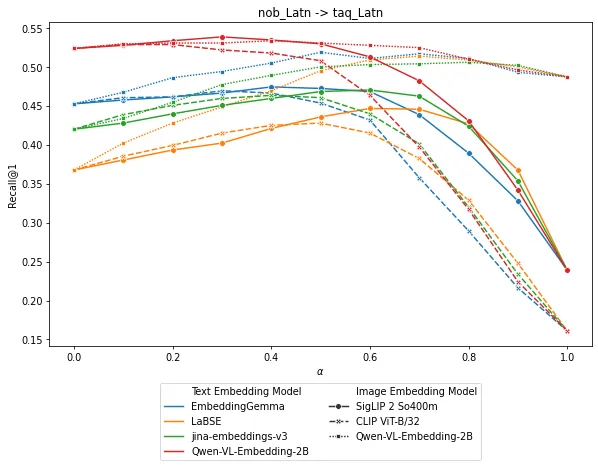 nob_Latn -> taq_Latn
Recall@1
0.55
0.50
0.45
0.40
0.35
0.30
0.25
0.20
0.15
0.0 0.2 0.4 0.6 0.8 1.0
α
Text Embedding Model Image Embedding Model
EmbeddingGemma SigLIP 2 So400m
LaBSE CLIP ViT-B/32
jina-embeddings-v3 Qwen-VL-Embedding-2B
Qwen-VL-Embedding-2B